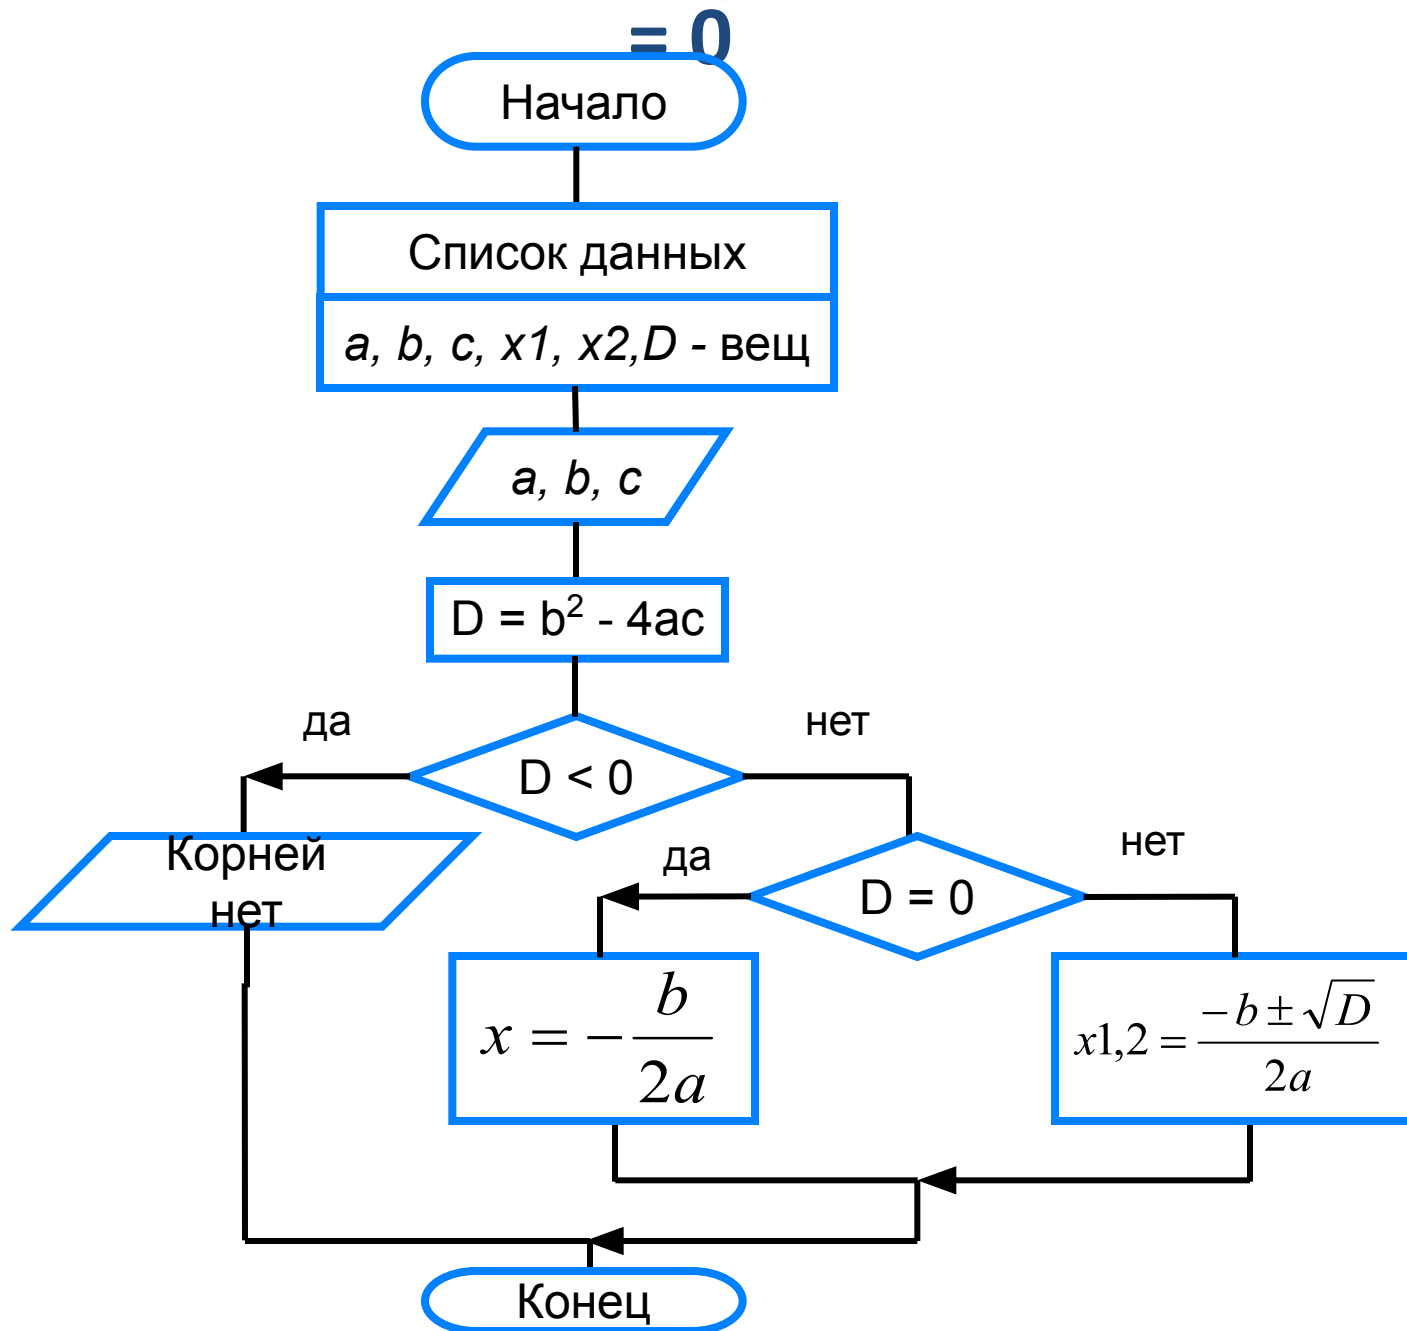 = 0
Начало
Список данных
a, b, c, x1, x2,D - вещ
a, b, c
D = b² - 4ac
да
нет
D < 0
Корней
нет
да
нет
D = 0
x = -b/2a
x1,2 = -b ± √D/2a
Конец